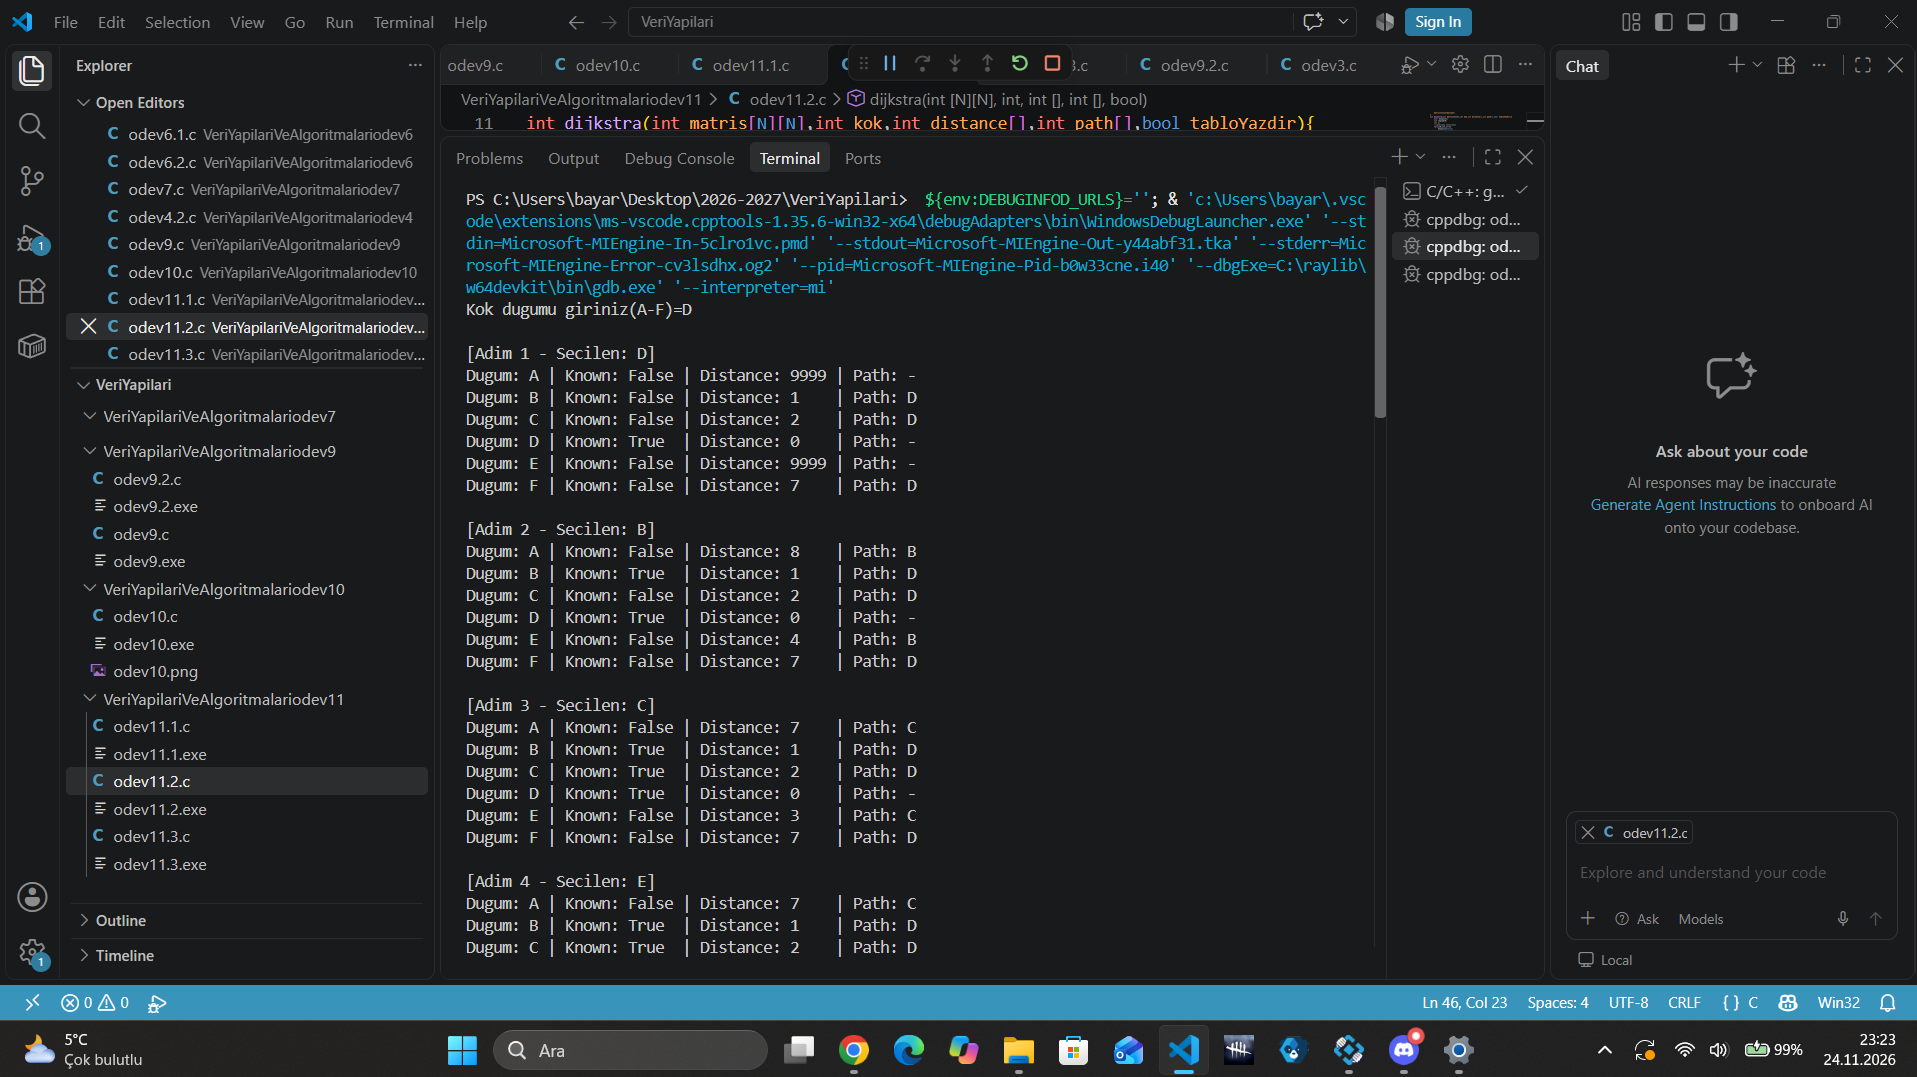 File Edit Selection View Go Run Terminal Help
VeriYapilari
Sign In
Explorer
Open Editors
odev6.1.c VeriYapilariVeAlgoritmalariodev6
odev6.2.c VeriYapilariVeAlgoritmalariodev6
odev7.c VeriYapilariVeAlgoritmalariodev7
odev4.2.c VeriYapilariVeAlgoritmalariodev4
odev9.c VeriYapilariVeAlgoritmalariodev9
odev10.c VeriYapilariVeAlgoritmalariodev10
odev11.1.c VeriYapilariVeAlgoritmalariodev...
odev11.2.c VeriYapilariVeAlgoritmalariodev...
odev11.3.c VeriYapilariVeAlgoritmalariodev...
VeriYapilari
VeriYapilariVeAlgoritmalariodev7
VeriYapilariVeAlgoritmalariodev9
odev9.2.c
odev9.2.exe
odev9.c
odev9.exe
VeriYapilariVeAlgoritmalariodev10
odev10.c
odev10.exe
odev10.png
VeriYapilariVeAlgoritmalariodev11
odev11.1.c
odev11.1.exe
odev11.2.c
odev11.2.exe
odev11.3.c
odev11.3.exe
Outline
Timeline
odev9.c odev10.c odev11.1.c 3.c odev9.2.c odev3.c
VeriYapilariVeAlgoritmalariodev11 > C odev11.2.c > dijkstra(int [N][N], int, int [], int [], bool)
11 int dijkstra(int matris[N][N],int kok,int distance[],int path[],bool tabloYazdir){
Problems Output Debug Console Terminal Ports
PS C:\Users\bayar\Desktop\2026-2027\VeriYapilari> ${env:DEBUGINFOD_URLS}=''; & 'c:\Users\bayar\.vsc
ode\extensions\ms-vscode.cpptools-1.35.6-win32-x64\debugAdapters\bin\WindowsDebugLauncher.exe' '--st
din=Microsoft-MIEngine-In-5clro1vc.pmd' '--stdout=Microsoft-MIEngine-Out-y44abf31.tka' '--stderr=Mic
rosoft-MIEngine-Error-cv3lsdhx.og2' '--pid=Microsoft-MIEngine-Pid-b0w33cne.i40' '--dbgExe=C:\raylib\
w64devkit\bin\gdb.exe' '--interpreter=mi'
Kok dugumu giriniz(A-F)=D
[Adim 1 - Secilen: D]
Dugum: A | Known: False | Distance: 9999 | Path: -
Dugum: B | Known: False | Distance: 1 | Path: D
Dugum: C | Known: False | Distance: 2 | Path: D
Dugum: D | Known: True | Distance: 0 | Path: -
Dugum: E | Known: False | Distance: 9999 | Path: -
Dugum: F | Known: False | Distance: 7 | Path: D
[Adim 2 - Secilen: B]
Dugum: A | Known: False | Distance: 8 | Path: B
Dugum: B | Known: True | Distance: 1 | Path: D
Dugum: C | Known: False | Distance: 2 | Path: D
Dugum: D | Known: True | Distance: 0 | Path: -
Dugum: E | Known: False | Distance: 4 | Path: B
Dugum: F | Known: False | Distance: 7 | Path: D
[Adim 3 - Secilen: C]
Dugum: A | Known: False | Distance: 7 | Path: C
Dugum: B | Known: True | Distance: 1 | Path: D
Dugum: C | Known: True | Distance: 2 | Path: D
Dugum: D | Known: True | Distance: 0 | Path: -
Dugum: E | Known: False | Distance: 3 | Path: C
Dugum: F | Known: False | Distance: 7 | Path: D
[Adim 4 - Secilen: E]
Dugum: A | Known: False | Distance: 7 | Path: C
Dugum: B | Known: True | Distance: 1 | Path: D
Dugum: C | Known: True | Distance: 2 | Path: D
C/C++: g...
cppdbg: od...
cppdbg: od...
cppdbg: od...
Chat
Ask about your code
AI responses may be inaccurate
Generate Agent Instructions to onboard AI
onto your codebase.
C odev11.2.c
Explore and understand your code
Ask Models
Local
1
1
0 0
Ln 46, Col 23 Spaces: 4 UTF-8 CRLF {} C Win32
5°C
Çok bulutlu
Ara
99%
23:23
24.11.2026